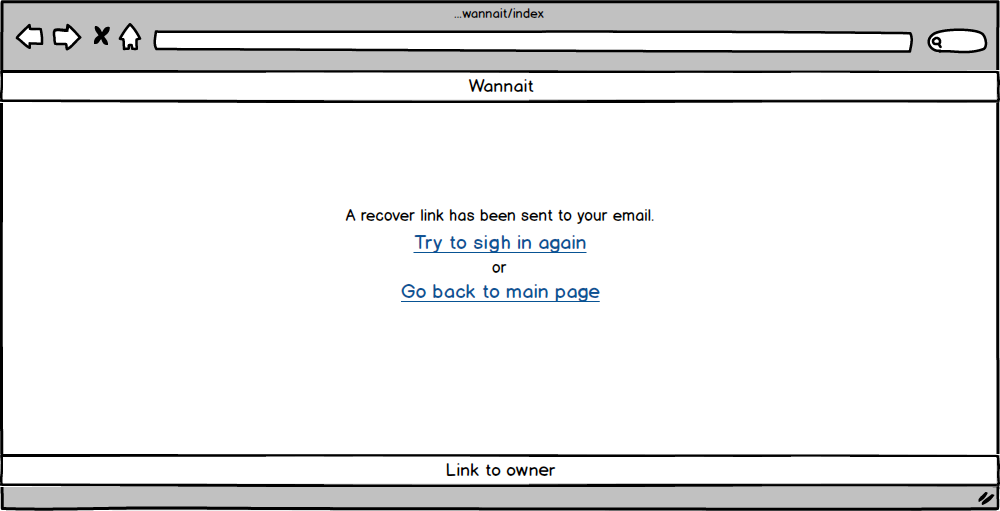 ...wannait/index
Wannait
A recover link has been sent to your email.
Try to sigh in again
or
Go back to main page
Link to owner